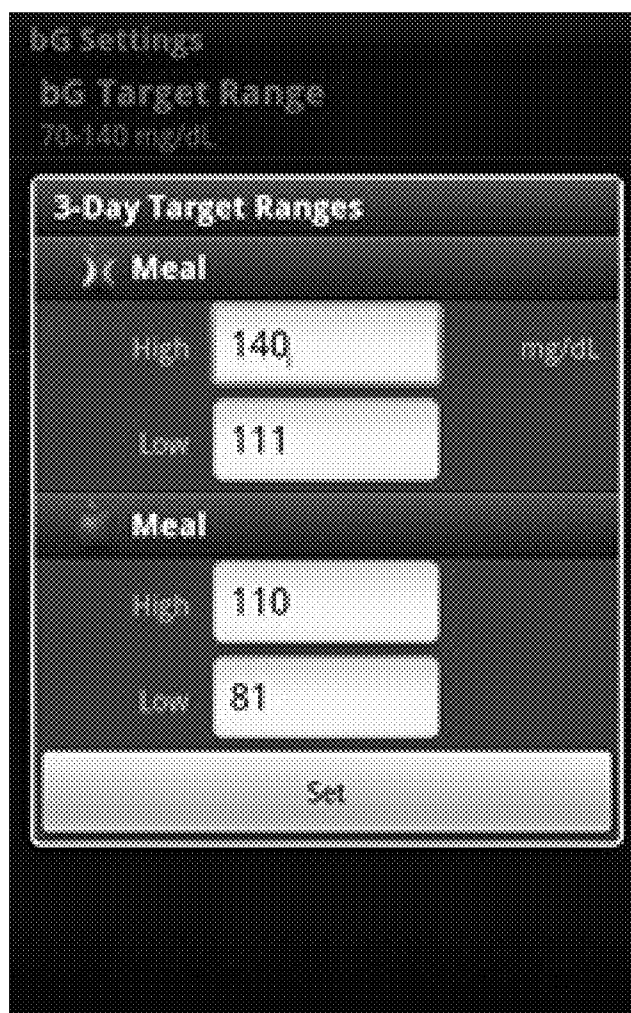 bG Settings
bG Target Range
70-140 mg/dL
3-Day Target Ranges
Meal
High 140 mg/dL
Low 111
Meal
High 110
Low 81
Set